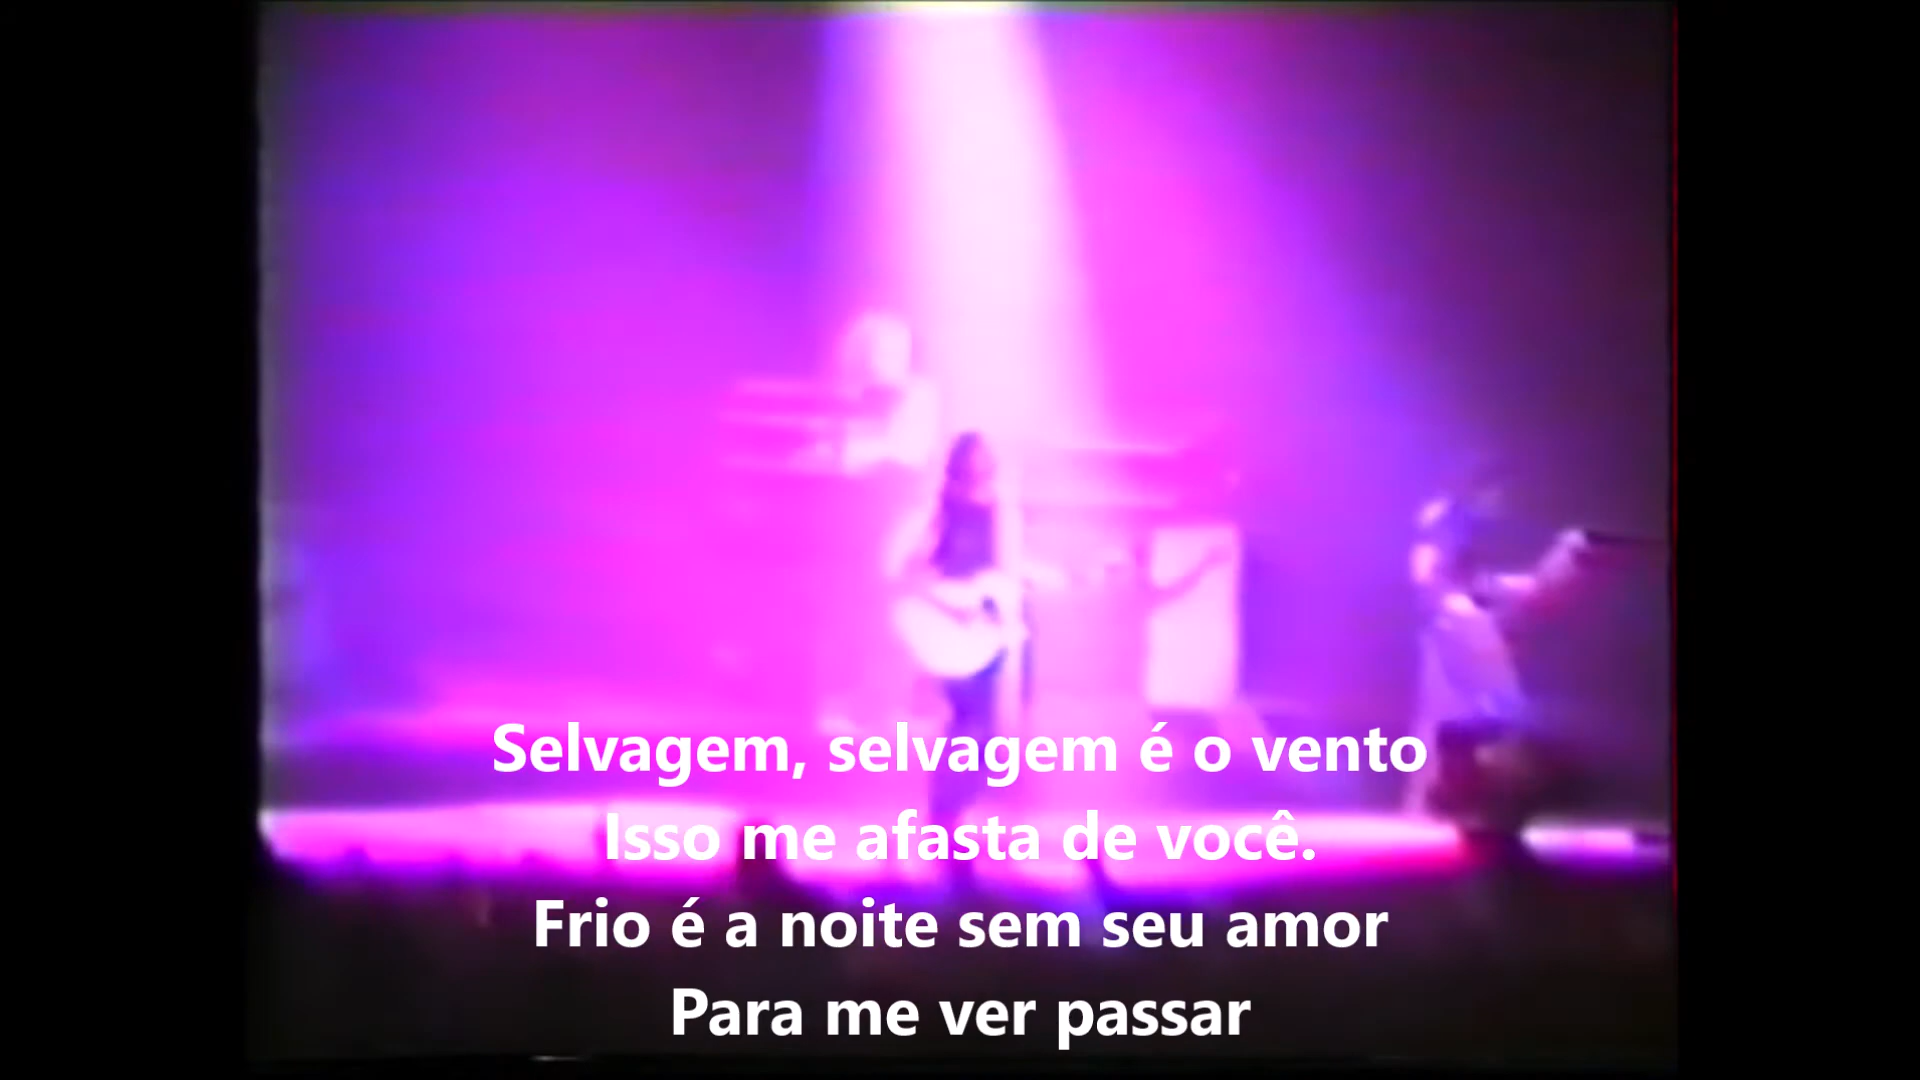 Selvagem, selvagem é o vento
Isso me afasta de você.
Frio é a noite sem seu amor
Para me ver passar